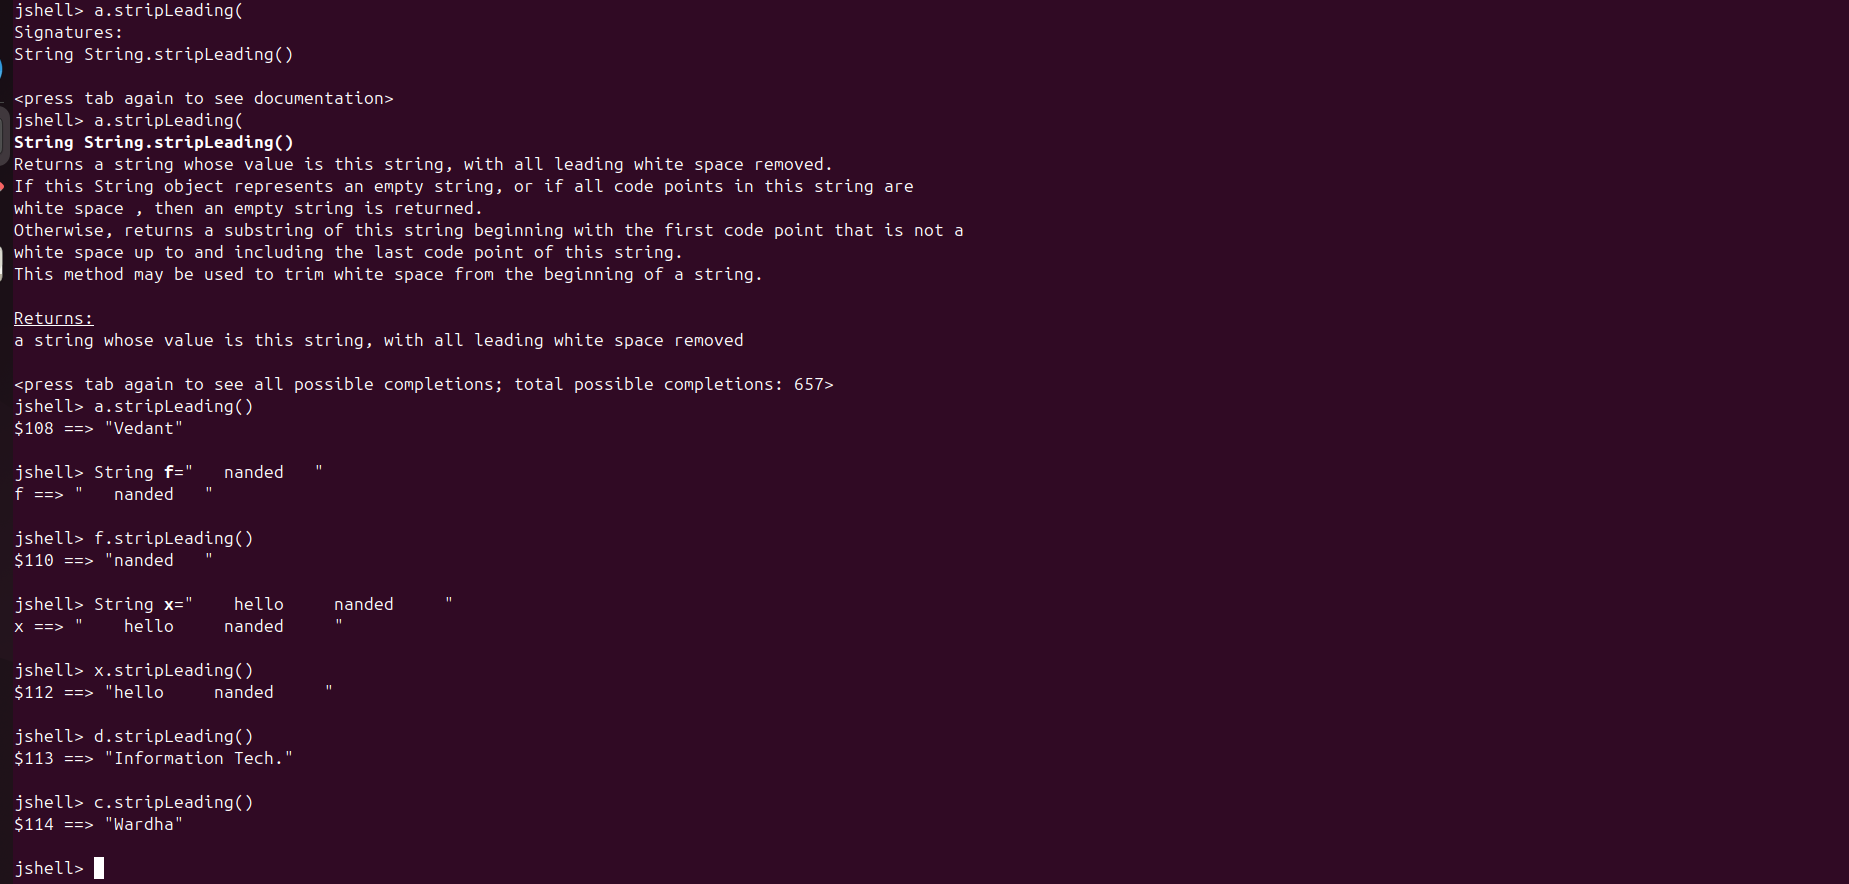 jshell> a.stripLeading(
Signatures:
String String.stripLeading()
<press tab again to see documentation>
jshell> a.stripLeading(
String String.stripLeading()
Returns a string whose value is this string, with all leading white space removed.
If this String object represents an empty string, or if all code points in this string are
white space , then an empty string is returned.
Otherwise, returns a substring of this string beginning with the first code point that is not a
white space up to and including the last code point of this string.
This method may be used to trim white space from the beginning of a string.
Returns:
a string whose value is this string, with all leading white space removed
<press tab again to see all possible completions; total possible completions: 657>
jshell> a.stripLeading()
$108 ==> "Vedant"
jshell> String f="   nanded   "
f ==> "   nanded   "
jshell> f.stripLeading()
$110 ==> "nanded   "
jshell> String x="    hello     nanded     "
x ==> "    hello     nanded     "
jshell> x.stripLeading()
$112 ==> "hello     nanded     "
jshell> d.stripLeading()
$113 ==> "Information Tech."
jshell> c.stripLeading()
$114 ==> "Wardha"
jshell>